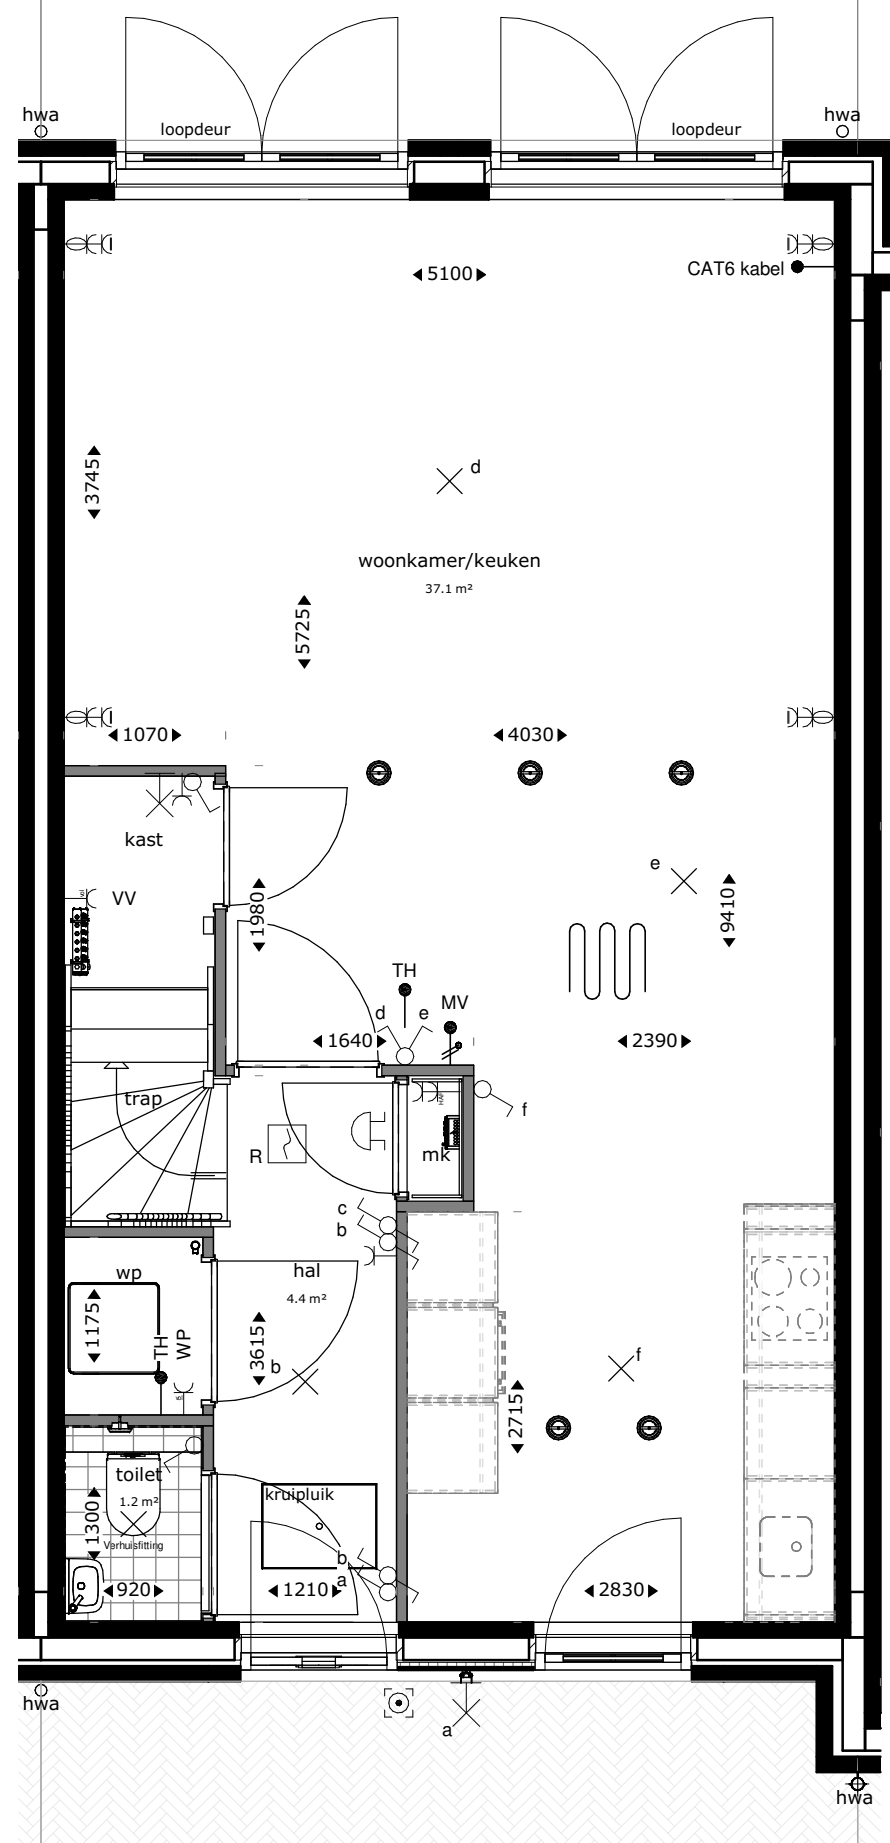 hwa
loopdeur
loopdeur
hwa
5100
CAT6 kabel
3745
d
woonkamer/keuken
37.1 m²
5725
1070
4030
kast
e
VV
1980
9410
TH
MV
d
e
1640
2390
trap
f
R
mk
c
b
wp
hal
4.4 m²
1175
TH
WP
3615
b
f
2715
toilet
1.2 m²
kruipluik
1300
Verhuisfitting
b
a
920
1210
2830
hwa
a
hwa